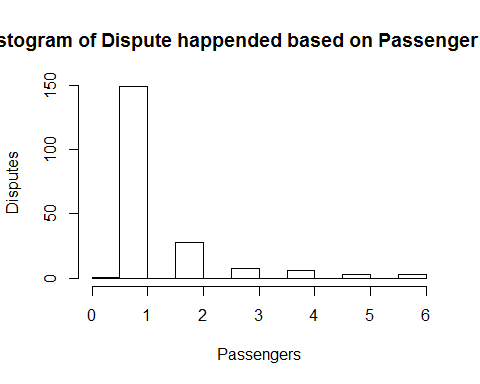 stogram of Dispute happended based on Passenger
150
100
50
0
Disputes
0 1 2 3 4 5 6
Passengers